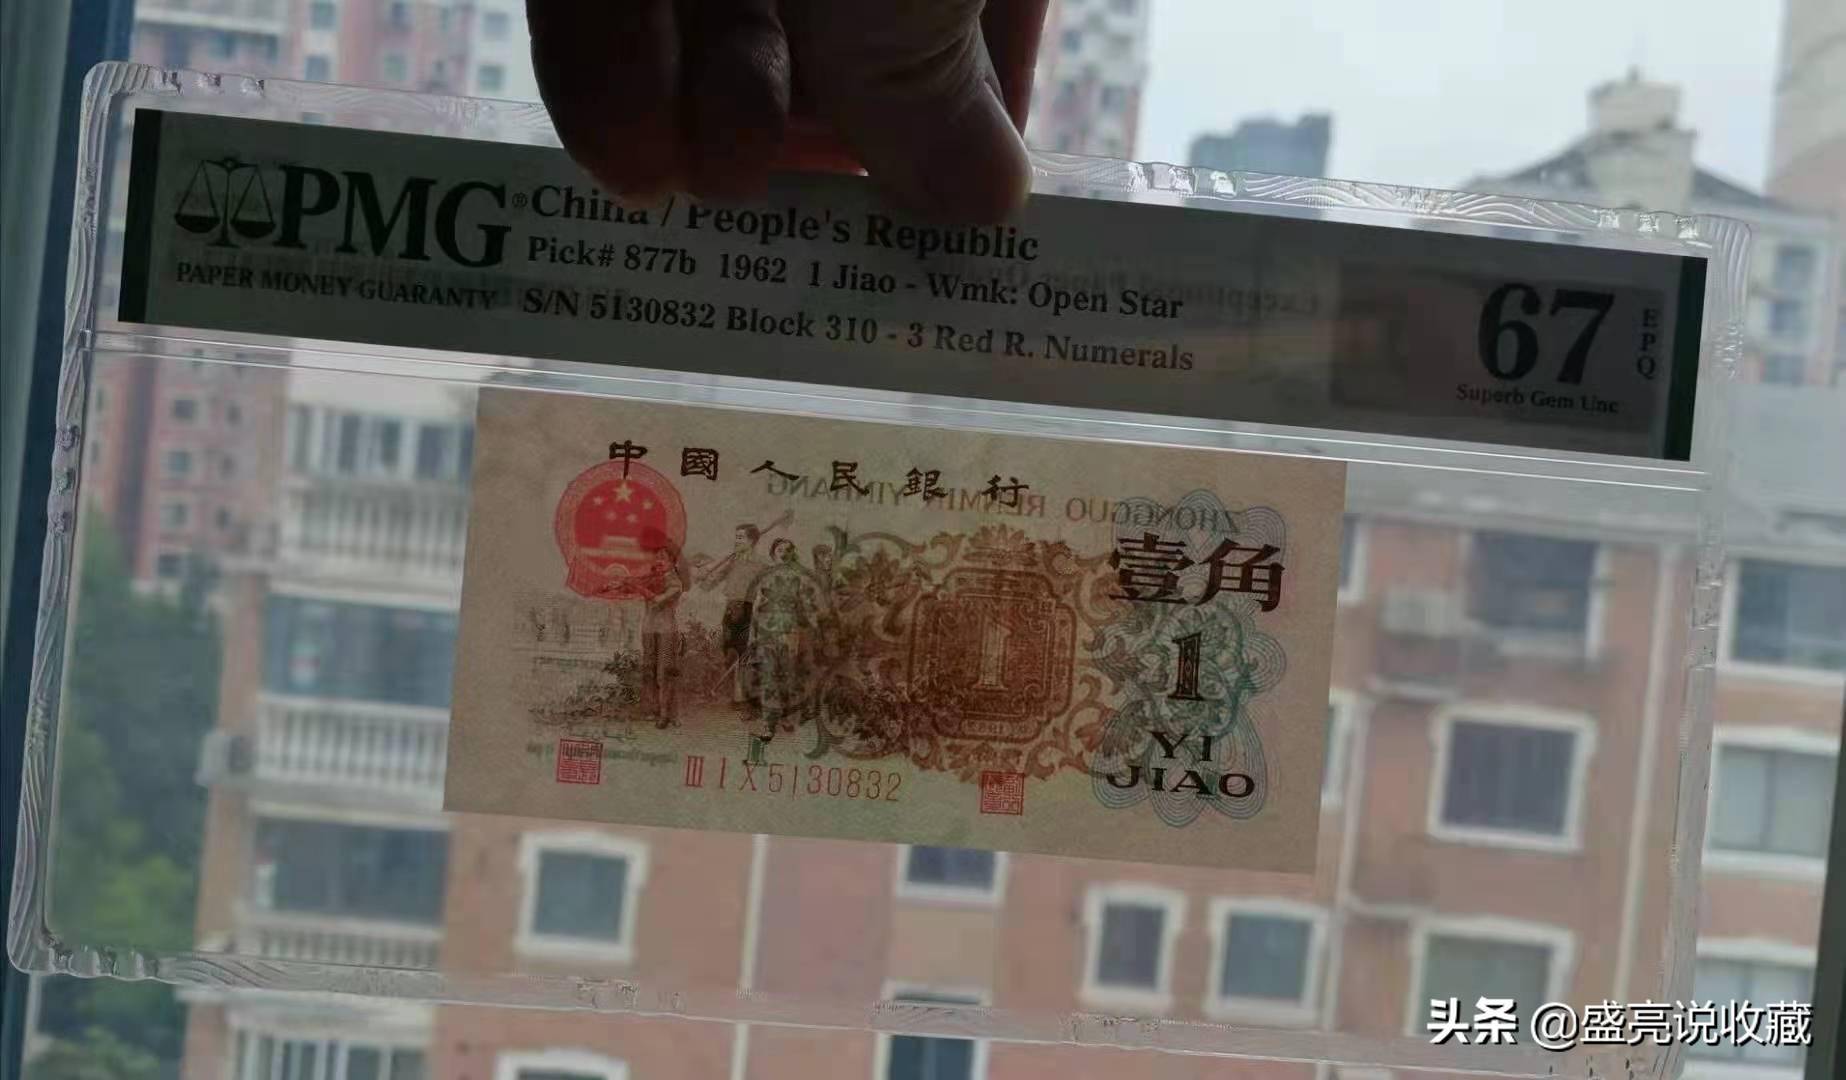 PMG® China / People's Republic
Pick# 877b 1962 1 Jiao - Wmk: Open Star
PAPER MONEY GUARANTY S/N 5130832 Block 310 - 3 Red R. Numerals
67 EPQ
Superb Gem Unc
中國人民銀行
ZHONGGUO RENMIN YINHANG
壹角
1
1
YI
JIAO
III I X 5130832
头条 @盛亮说收藏